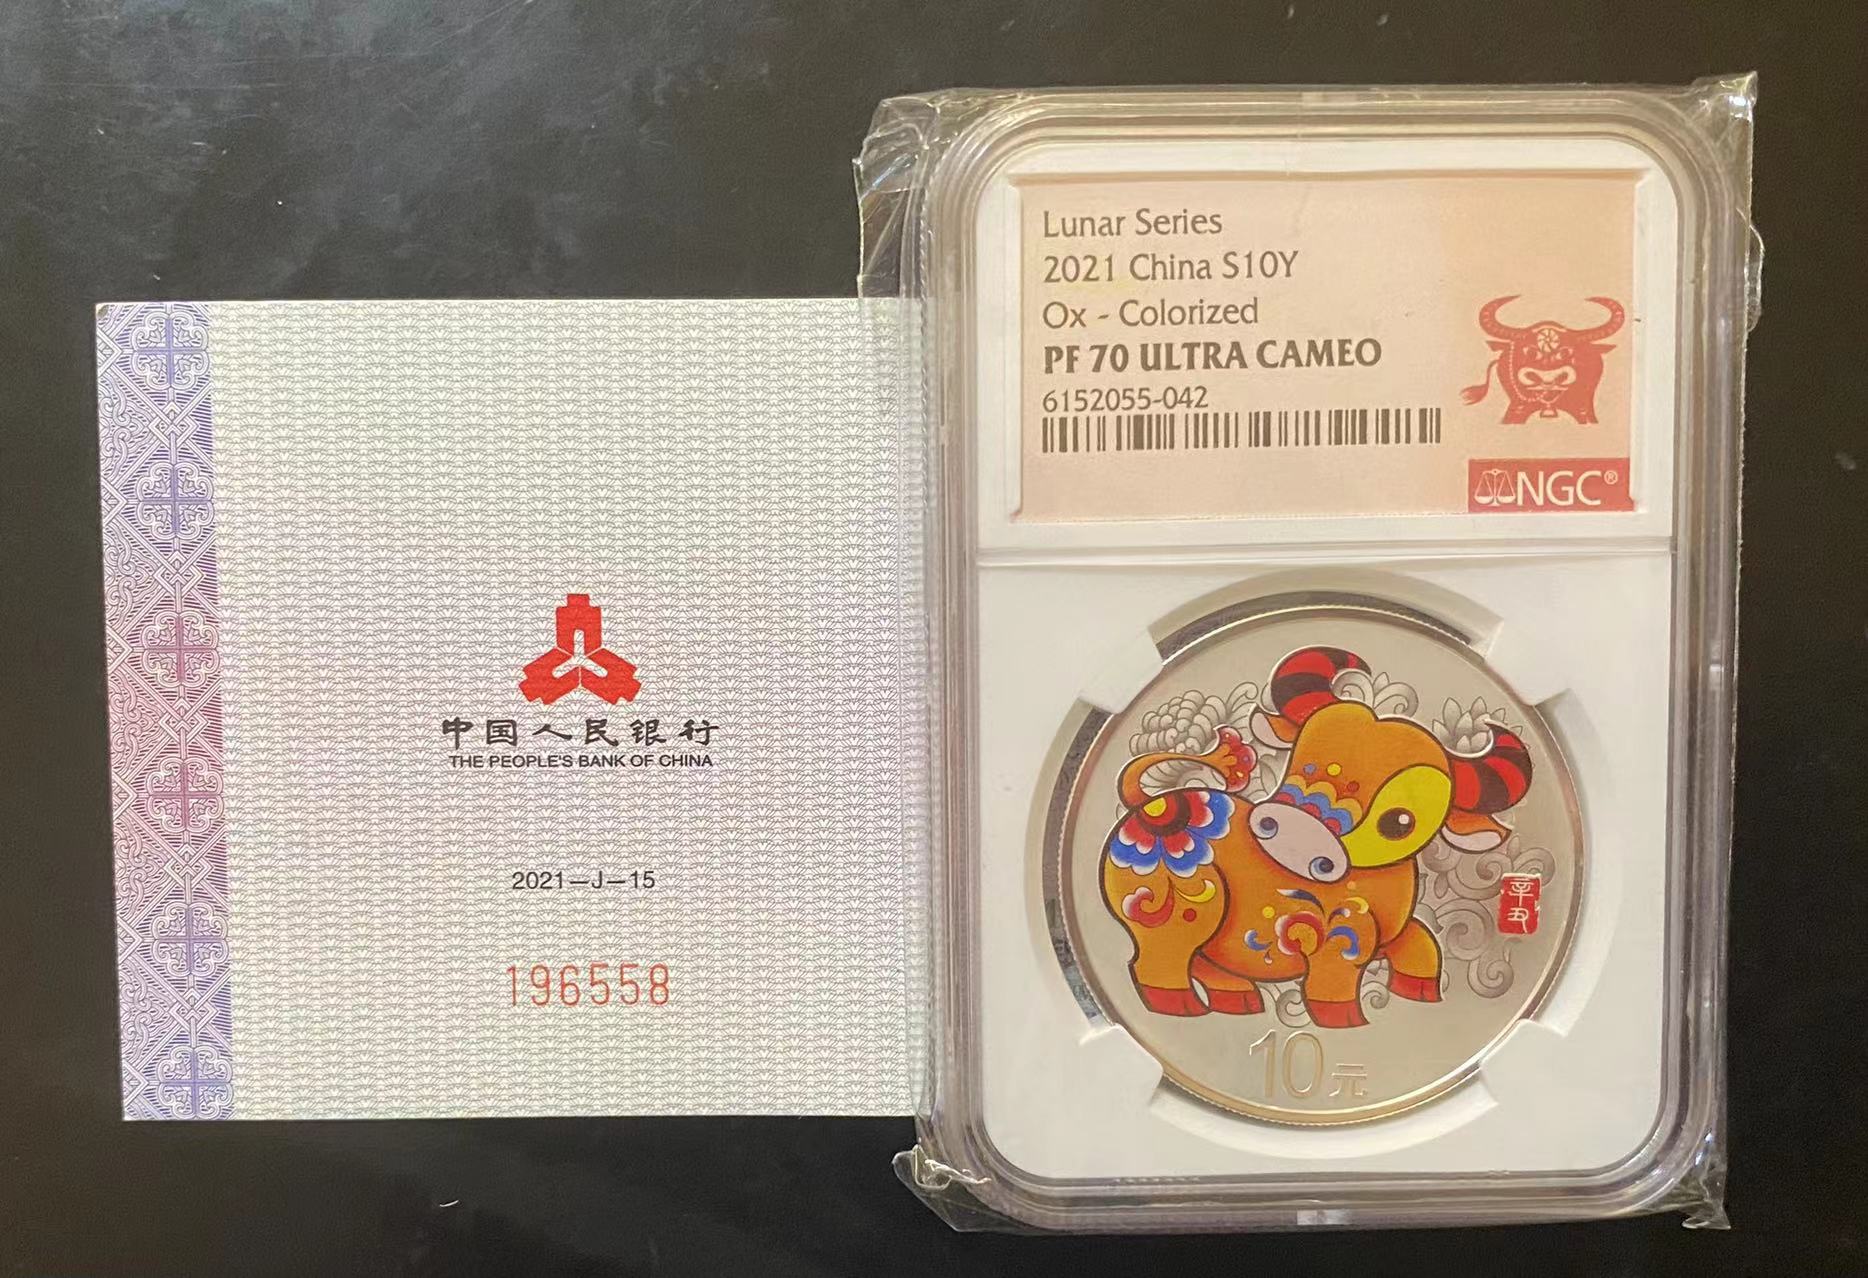 中国人民银行
THE PEOPLE'S BANK OF CHINA
2021—J—15
196558
Lunar Series
2021 China S10Y
Ox - Colorized
PF 70 ULTRA CAMEO
6152055-042
NGC®
辛丑
10元